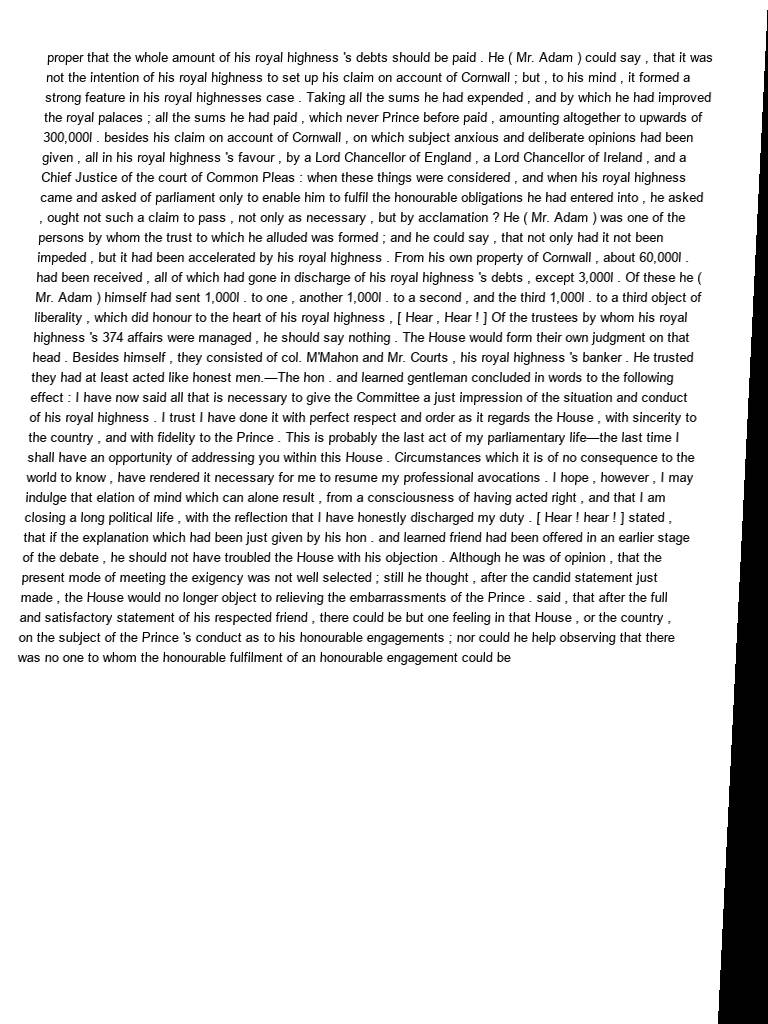 proper that the whole amount of his royal highness 's debts should be paid . He ( Mr. Adam ) could say , that it was
not the intention of his royal highness to set up his claim on account of Cornwall ; but , to his mind , it formed a
strong feature in his royal highnesses case . Taking all the sums he had expended , and by which he had improved
the royal palaces ; all the sums he had paid , which never Prince before paid , amounting altogether to upwards of
300,000l . besides his claim on account of Cornwall , on which subject anxious and deliberate opinions had been
given , all in his royal highness 's favour , by a Lord Chancellor of England , a Lord Chancellor of Ireland , and a
Chief Justice of the court of Common Pleas : when these things were considered , and when his royal highness
came and asked of parliament only to enable him to fulfil the honourable obligations he had entered into , he asked
, ought not such a claim to pass , not only as necessary , but by acclamation ? He ( Mr. Adam ) was one of the
persons by whom the trust to which he alluded was formed ; and he could say , that not only had it not been
impeded , but it had been accelerated by his royal highness . From his own property of Cornwall , about 60,000l .
had been received , all of which had gone in discharge of his royal highness 's debts , except 3,000l . Of these he (
Mr. Adam ) himself had sent 1,000l . to one , another 1,000l . to a second , and the third 1,000l . to a third object of
liberality , which did honour to the heart of his royal highness , [ Hear , Hear ! ] Of the trustees by whom his royal
highness 's 374 affairs were managed , he should say nothing . The House would form their own judgment on that
head . Besides himself , they consisted of col. M'Mahon and Mr. Courts , his royal highness 's banker . He trusted
they had at least acted like honest men.—The hon . and learned gentleman concluded in words to the following
effect : I have now said all that is necessary to give the Committee a just impression of the situation and conduct
of his royal highness . I trust I have done it with perfect respect and order as it regards the House , with sincerity to
the country , and with fidelity to the Prince . This is probably the last act of my parliamentary life—the last time I
shall have an opportunity of addressing you within this House . Circumstances which it is of no consequence to the
world to know , have rendered it necessary for me to resume my professional avocations . I hope , however , I may
indulge that elation of mind which can alone result , from a consciousness of having acted right , and that I am
closing a long political life , with the reflection that I have honestly discharged my duty . [ Hear ! hear ! ] stated ,
that if the explanation which had been just given by his hon . and learned friend had been offered in an earlier stage
of the debate , he should not have troubled the House with his objection . Although he was of opinion , that the
present mode of meeting the exigency was not well selected ; still he thought , after the candid statement just
made , the House would no longer object to relieving the embarrassments of the Prince . said , that after the full
and satisfactory statement of his respected friend , there could be but one feeling in that House , or the country ,
on the subject of the Prince 's conduct as to his honourable engagements ; nor could he help observing that there
was no one to whom the honourable fulfilment of an honourable engagement could be